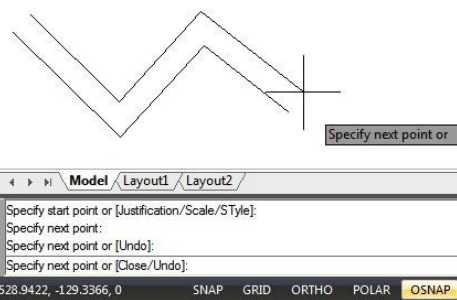 Specify next point or
Model Layout1 Layout2
Specify start point or [Justification/Scale/STyle]:
Specify next point:
Specify next point or [Undo]:
Specify next point or [Close/Undo]:
528.9422, -129.3366, 0 SNAP GRID ORTHO POLAR OSNAP